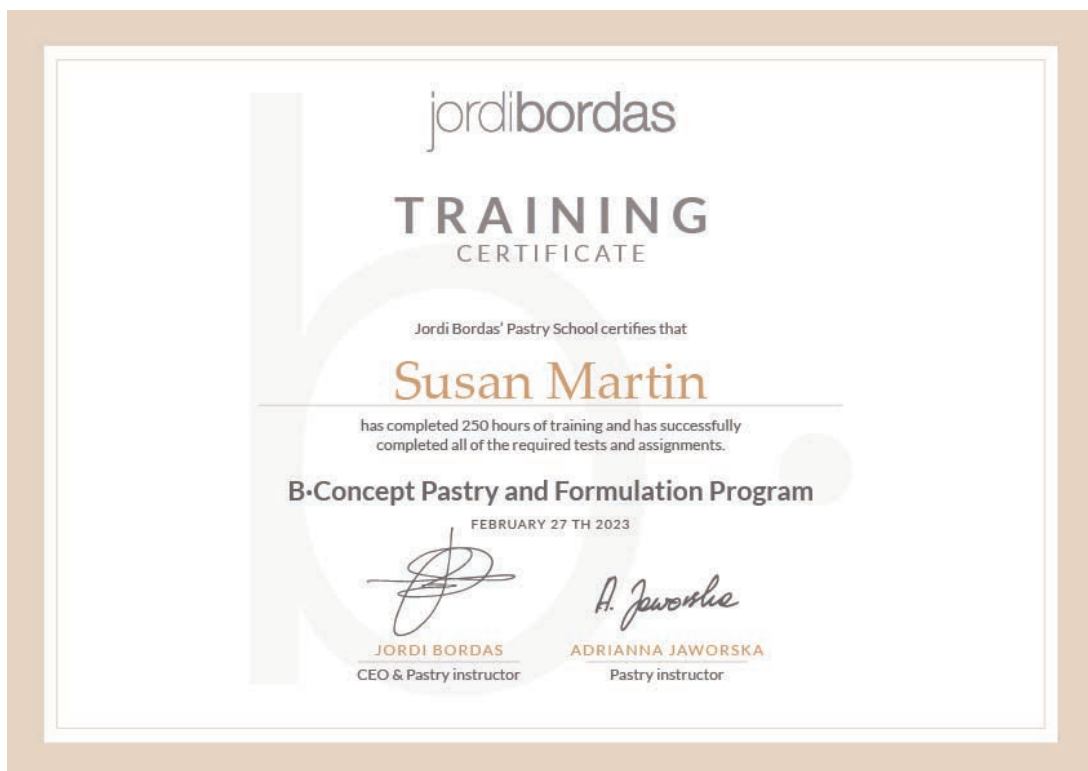 jordibordas
TRAINING
CERTIFICATE
Jordi Bordas' Pastry School certifies that
Susan Martin
has completed 250 hours of training and has successfully
completed all of the required tests and assignments.
B·Concept Pastry and Formulation Program
FEBRUARY 27 TH 2023
A. Jaworska
JORDI BORDAS ADRIANNA JAWORSKA
CEO & Pastry instructor Pastry instructor